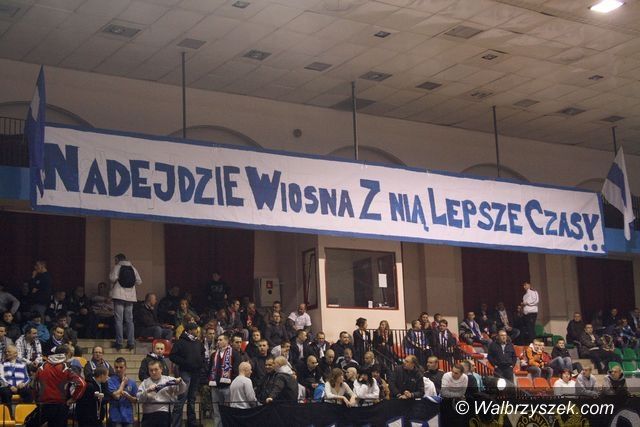 NADEJDZIE WIOSNA Z NIĄ LEPSZE CZASY!!
© Walbrzyszek.com